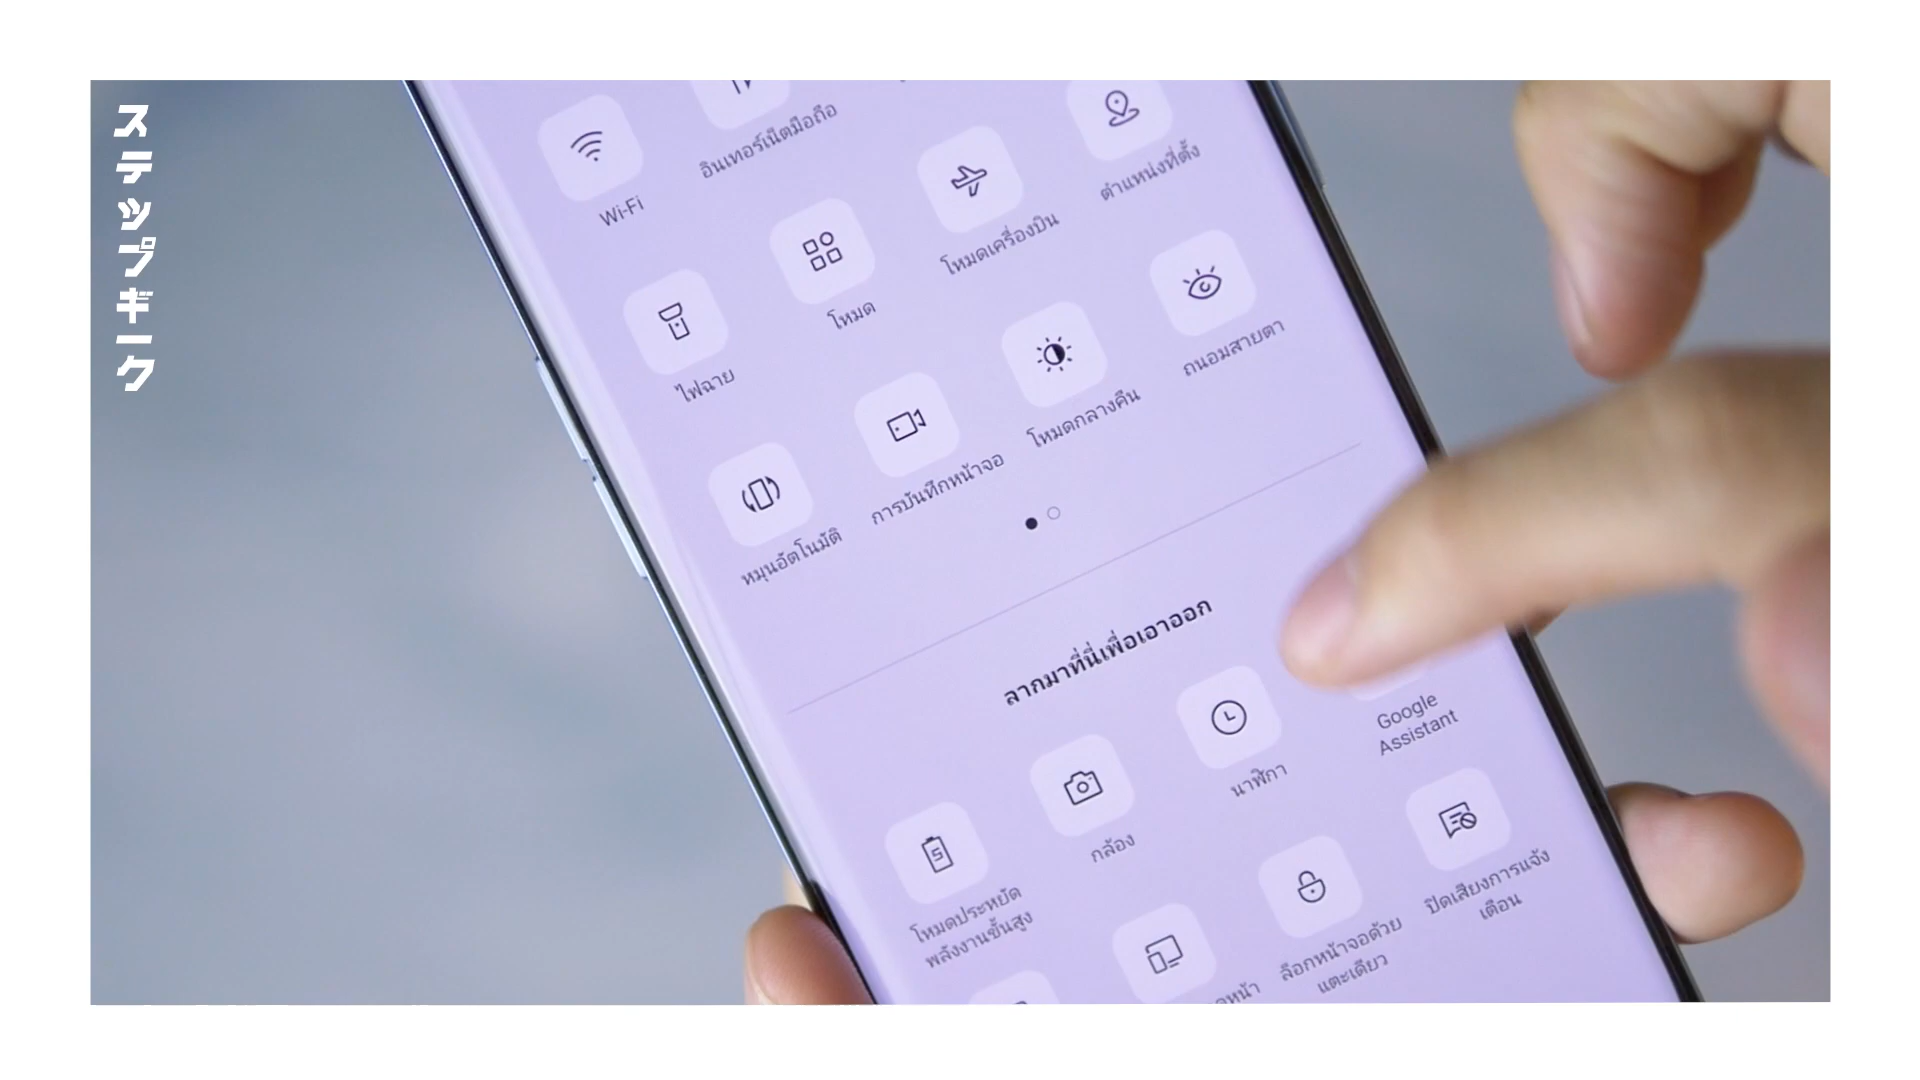 ステップギーク
อินเทอร์เน็ตมือถือ
Wi-Fi
ตำแหน่งที่ตั้ง
โหมดเครื่องบิน
โหมด
ไฟฉาย
ถนอมสายตา
โหมดกลางคืน
การบันทึกหน้าจอ
หมุนอัตโนมัติ
ลากมาที่นี่เพื่อเอาออก
Google
Assistant
นาฬิกา
กล้อง
โหมดประหยัด
พลังงานขั้นสูง
ปิดเสียงการแจ้ง
เตือน
ล็อกหน้าจอด้วย
แตะเดียว